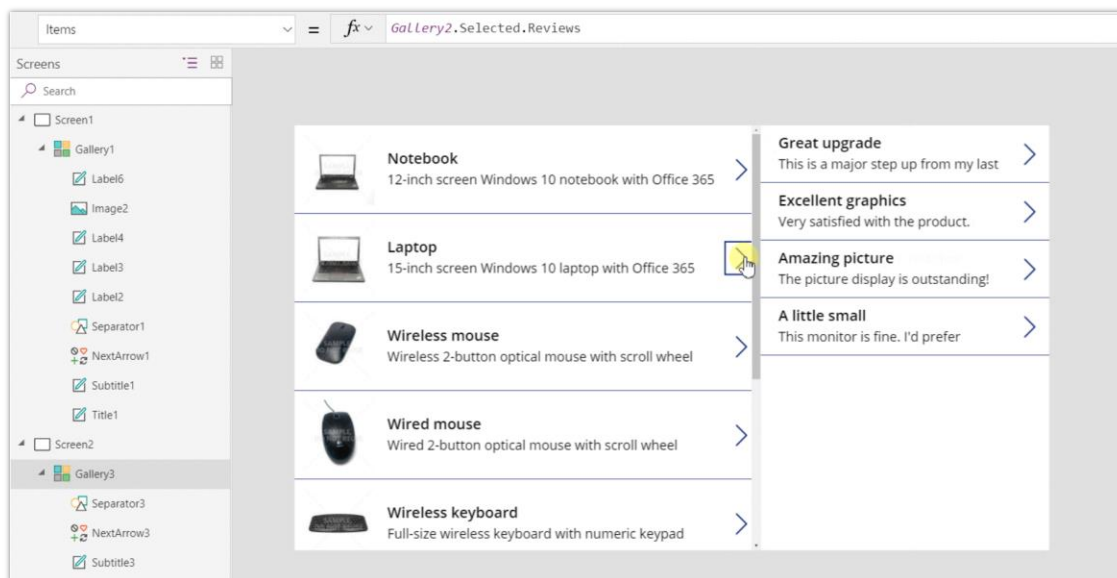 Items = fx Gallery2.Selected.Reviews
Screens
Search
Screen1
Gallery1
Label6
Image2
Label4
Label3
Label2
Separator1
NextArrow1
Subtitle1
Title1
Screen2
Gallery3
Separator3
NextArrow3
Subtitle3
Notebook
12-inch screen Windows 10 notebook with Office 365
Laptop
15-inch screen Windows 10 laptop with Office 365
Wireless mouse
Wireless 2-button optical mouse with scroll wheel
Wired mouse
Wired 2-button optical mouse with scroll wheel
Wireless keyboard
Full-size wireless keyboard with numeric keypad
Great upgrade
This is a major step up from my last
Excellent graphics
Very satisfied with the product.
Amazing picture
The picture display is outstanding!
A little small
This monitor is fine. I'd prefer